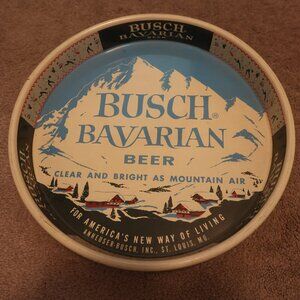 BUSCH
BAVARIAN
BEER
BUSCH®
BAVARIAN
BEER
CLEAR AND BRIGHT AS MOUNTAIN AIR
FOR AMERICA'S NEW WAY OF LIVING
ANHEUSER-BUSCH, INC., ST. LOUIS, MO.